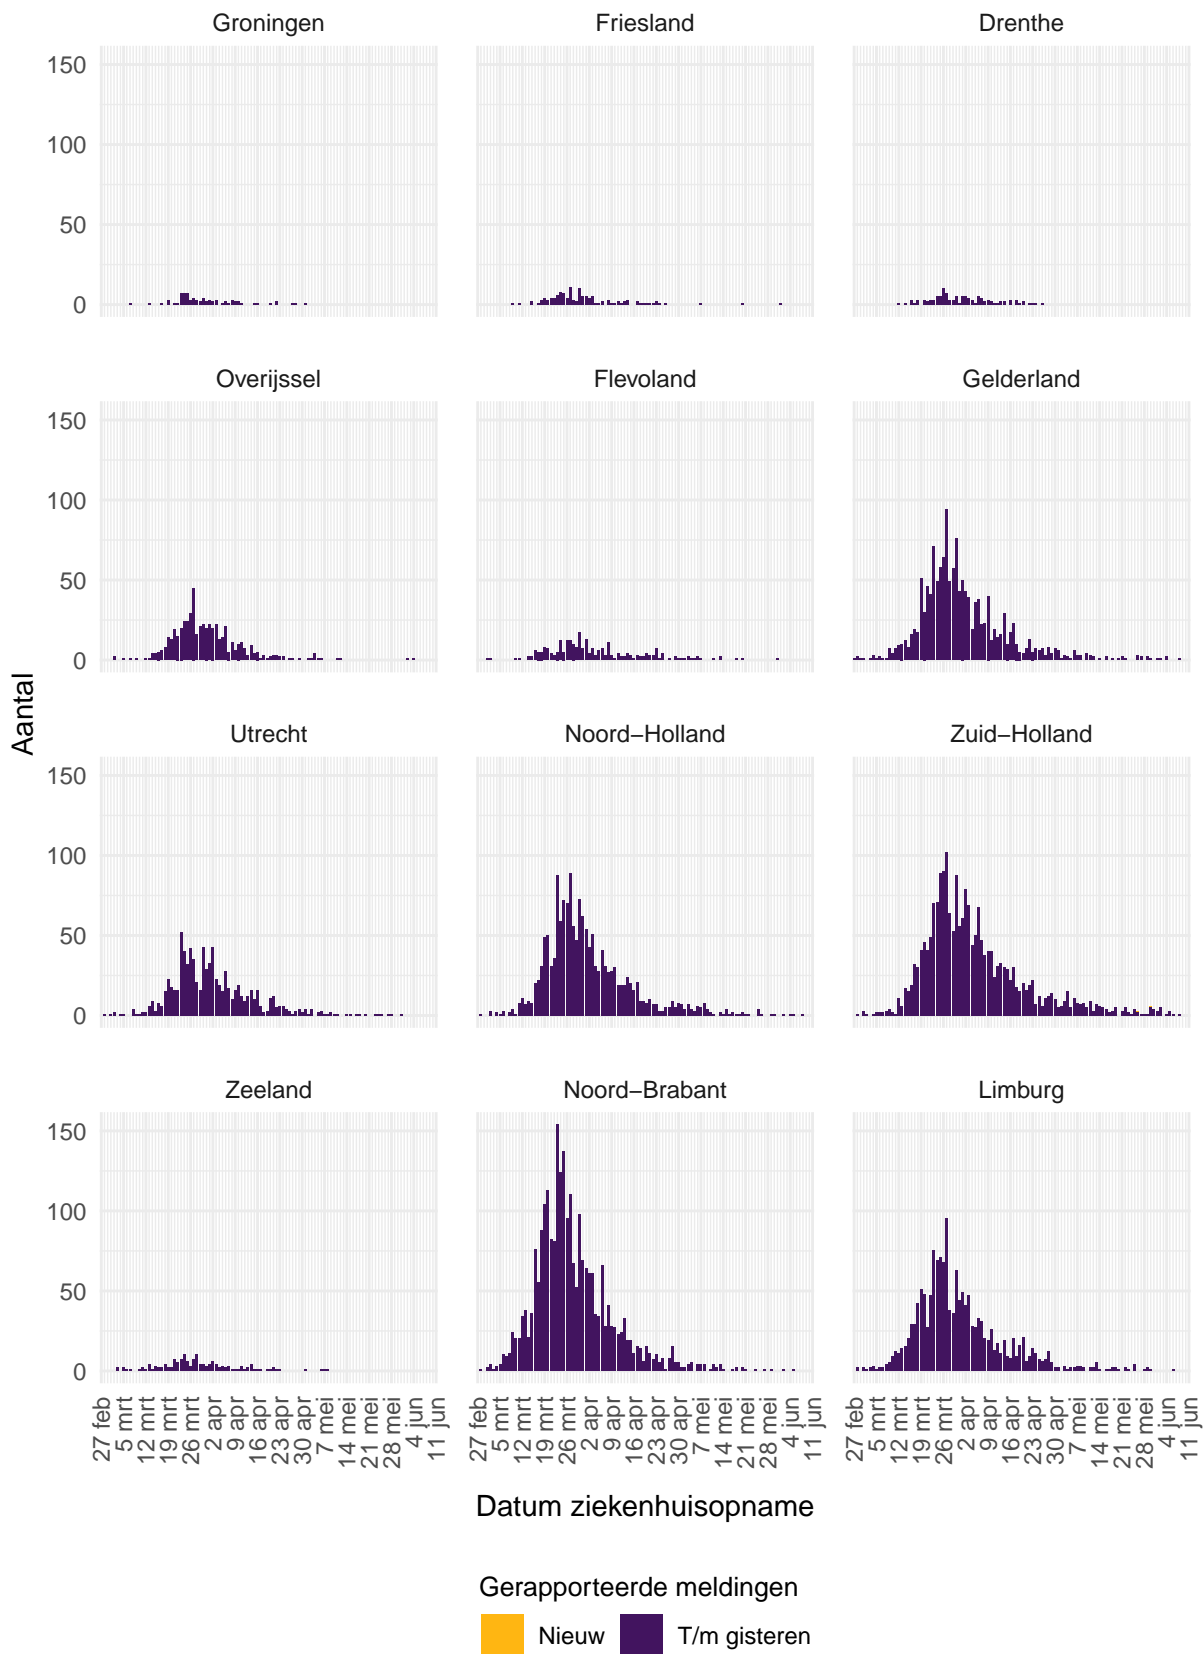 Groningen Friesland Drenthe
150
100
50
0
Overijssel Flevoland Gelderland
150
100
50
0
Aantal
Utrecht Noord−Holland Zuid−Holland
150
100
50
0
Zeeland Noord−Brabant Limburg
150
100
50
0
27 feb 5 mrt 12 mrt 19 mrt 26 mrt 2 apr 9 apr 16 apr 23 apr 30 apr 7 mei 14 mei 21 mei 28 mei 4 jun 11 jun
27 feb 5 mrt 12 mrt 19 mrt 26 mrt 2 apr 9 apr 16 apr 23 apr 30 apr 7 mei 14 mei 21 mei 28 mei 4 jun 11 jun
27 feb 5 mrt 12 mrt 19 mrt 26 mrt 2 apr 9 apr 16 apr 23 apr 30 apr 7 mei 14 mei 21 mei 28 mei 4 jun 11 jun
Datum ziekenhuisopname
Gerapporteerde meldingen
Nieuw T/m gisteren